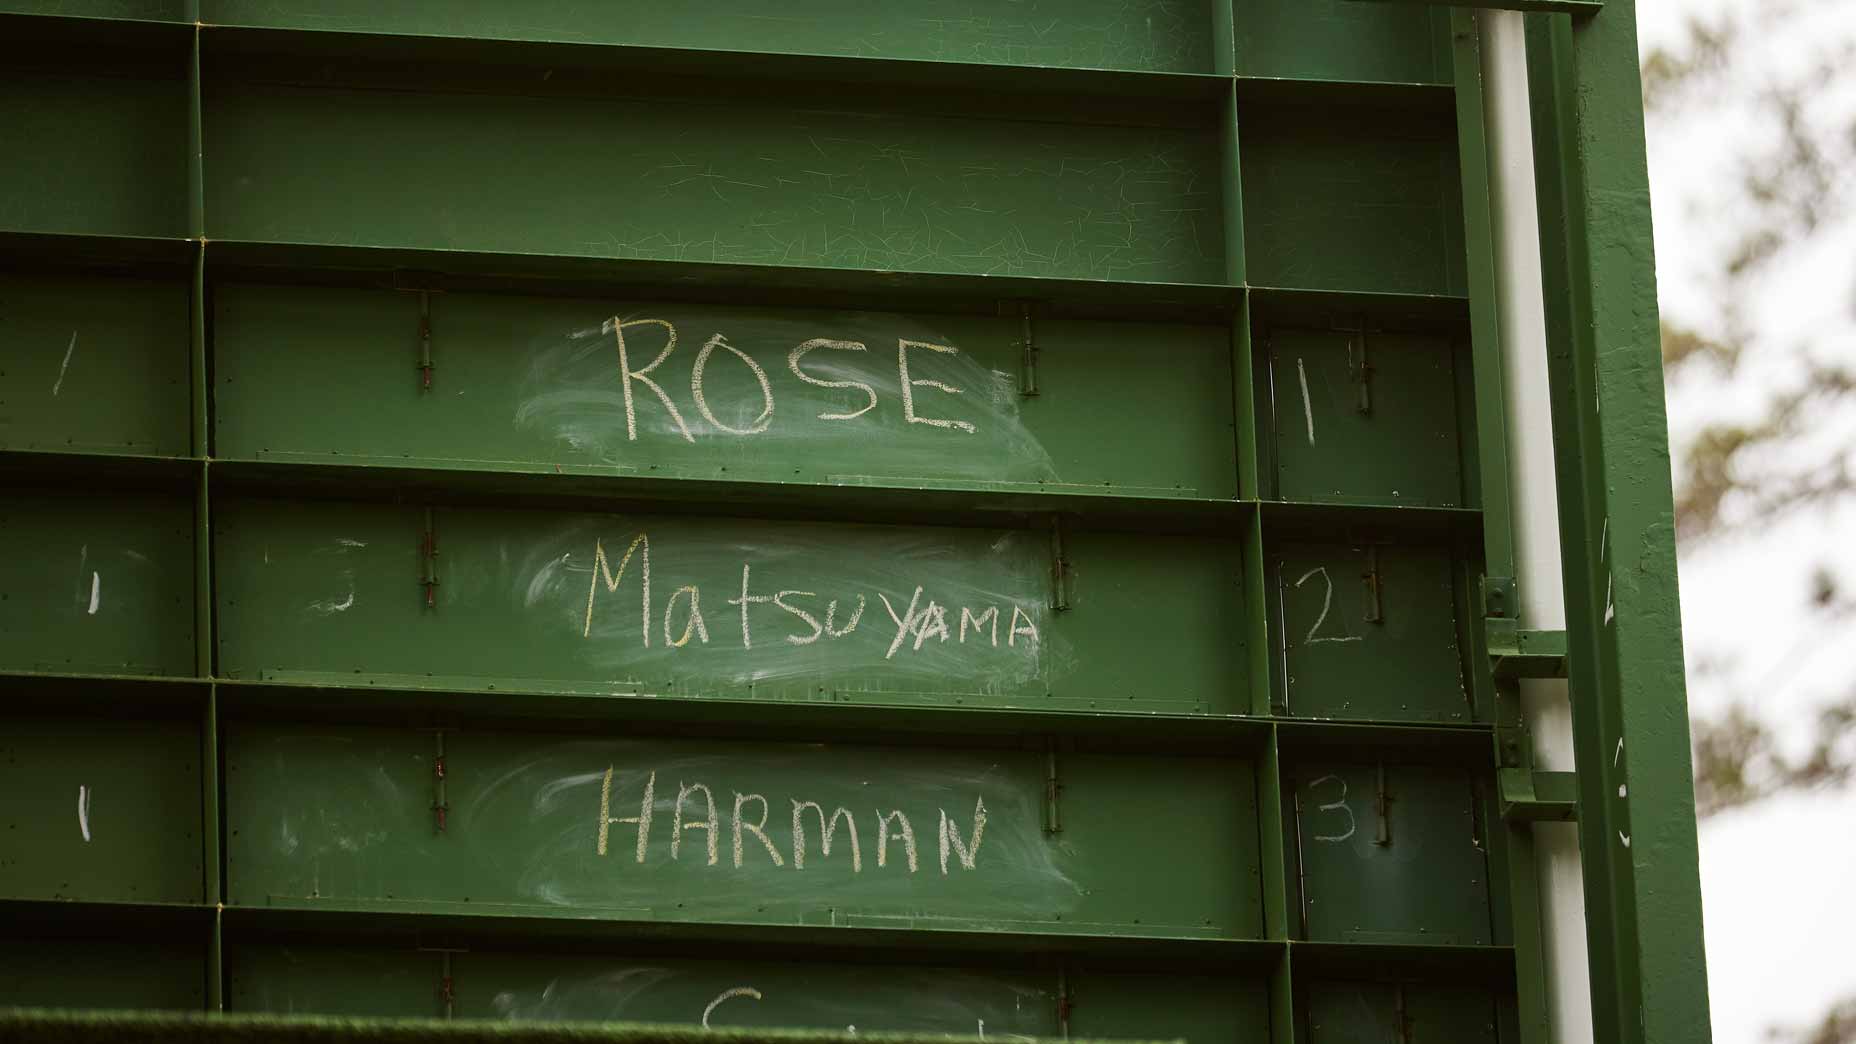 1 ROSE 1
1 MatsuYAMA 2
1 HARMAN 3